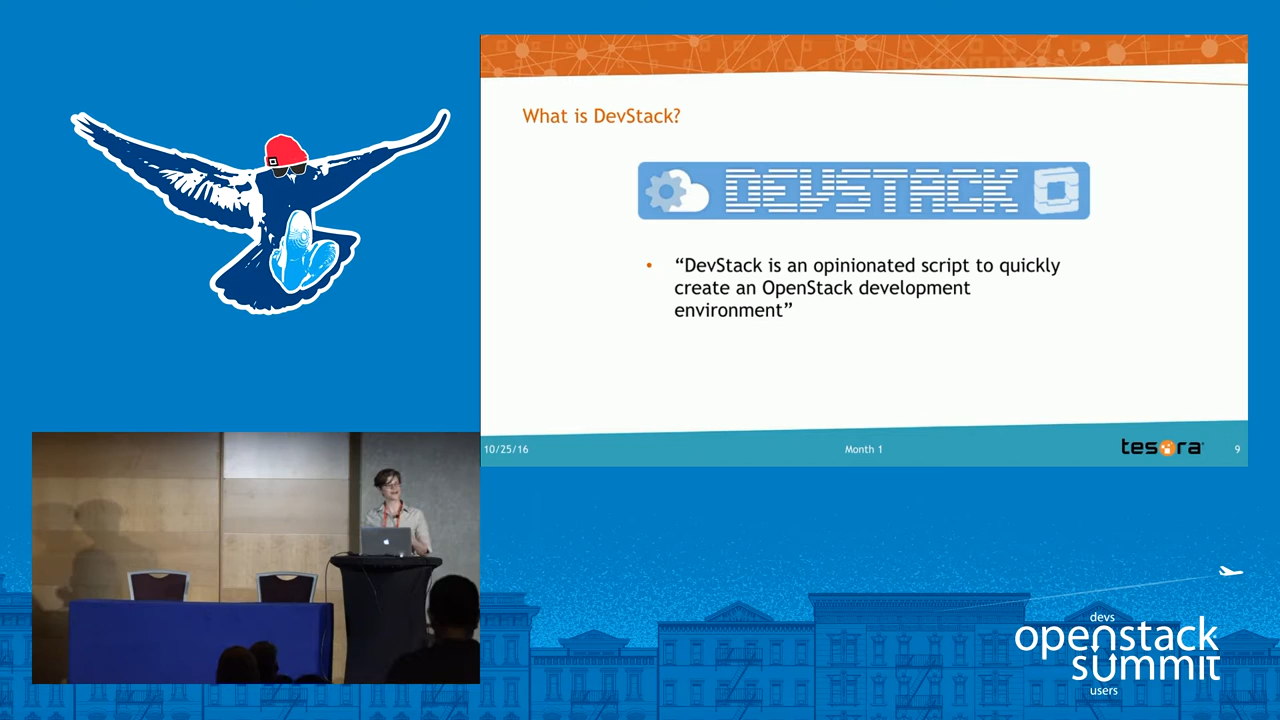 What is DevStack?
DEVSTACK
• “DevStack is an opinionated script to quickly
create an OpenStack development
environment”
10/25/16
Month 1
tesora
9
devs
openstack
summit
users